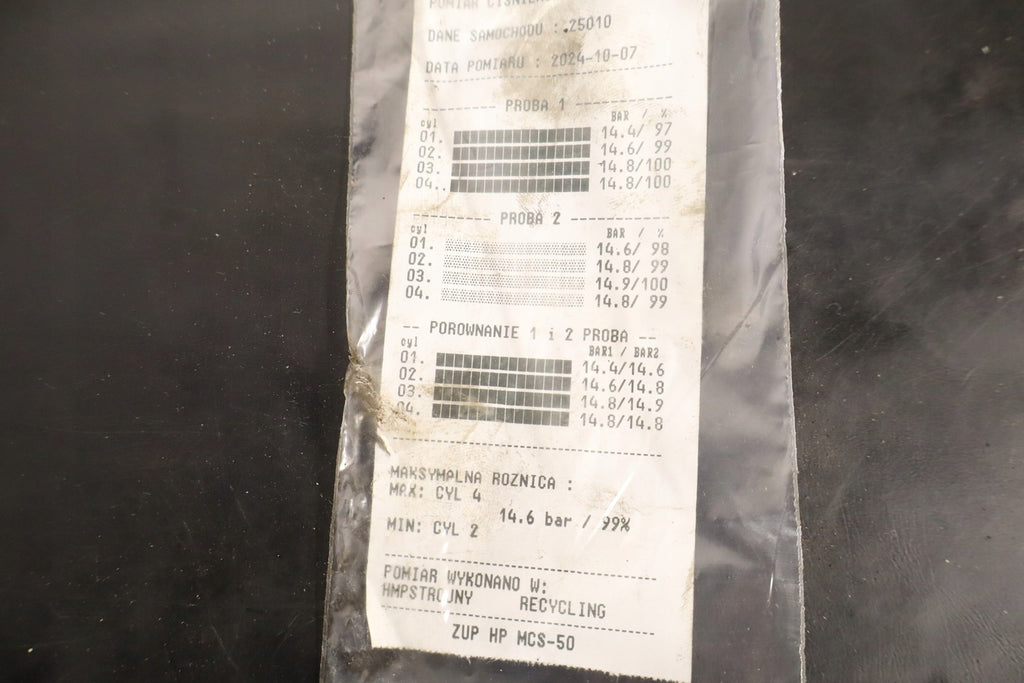 POMIAR CISNIEN
DANE SAMOCHODU : .25010
DATA POMIARU : 2024-10-07
PROBA 1
cyl BAR / %
01. 14.4/ 97
02. 14.6/ 99
03. 14.8/100
04. 14.8/100
PROBA 2
cyl BAR / %
01. 14.6/ 98
02. 14.8/ 99
03. 14.9/100
04. 14.8/ 99
-- POROWNANIE 1 i 2 PROBA --
cyl BAR1 / BAR2
01. 14.4/14.6
02. 14.6/14.8
03. 14.8/14.9
04. 14.8/14.8
MAKSYMALNA ROZNICA :
MAX: CYL 4
14.6 bar / 99%
MIN: CYL 2
POMIAR WYKONANO W:
HMPSTROJNY RECYCLING
ZUP HP MCS-50